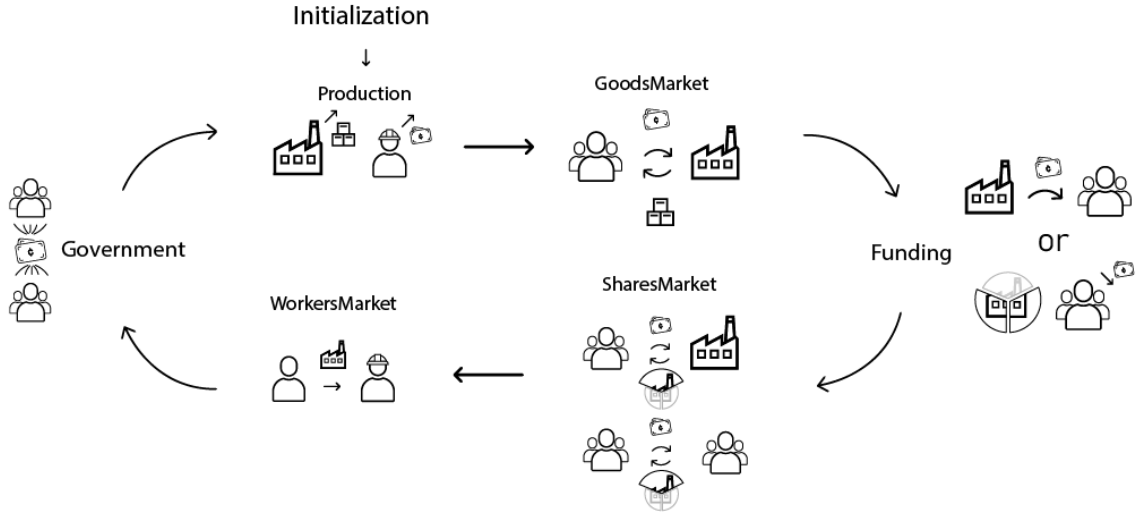 Initialization
Production
GoodsMarket
Government
Funding
or
WorkersMarket
SharesMarket